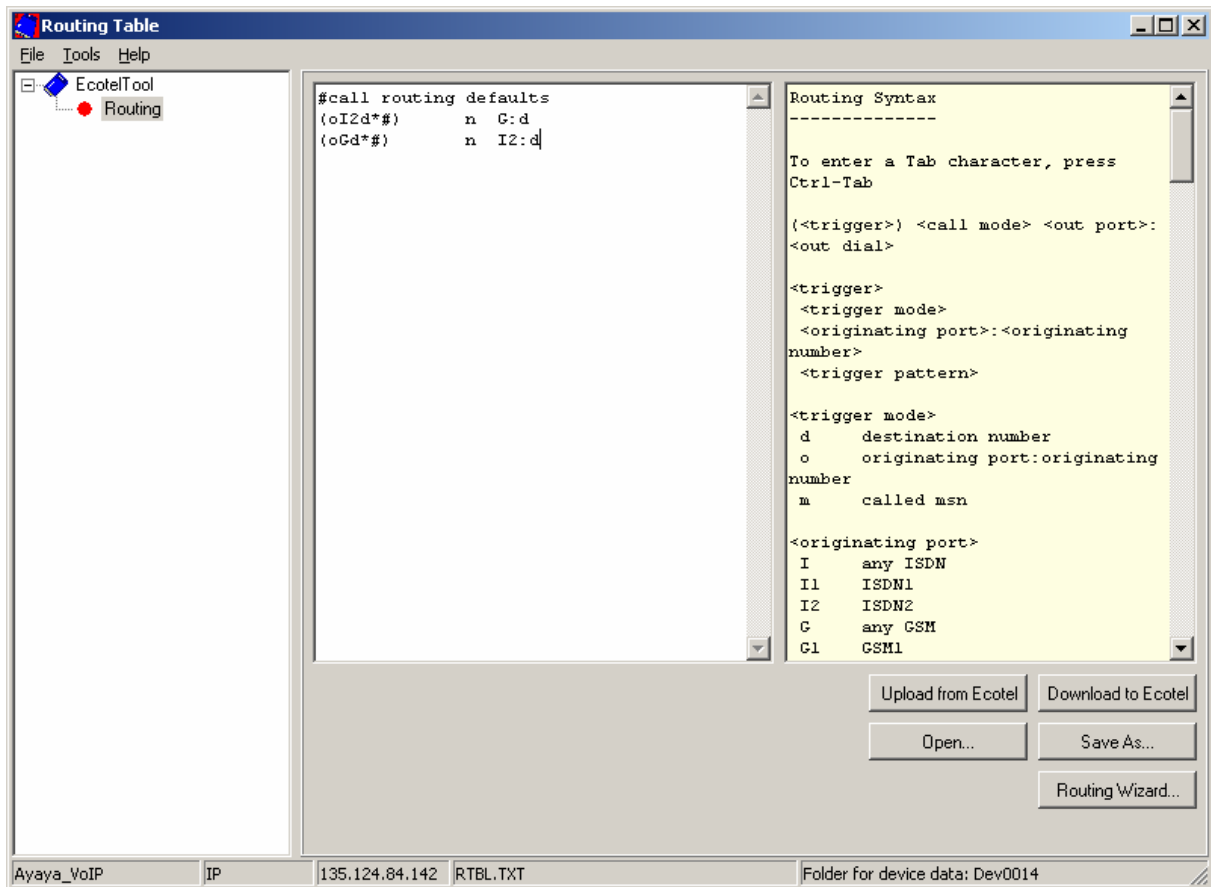 Routing Table
File Tools Help
EcotelTool
Routing
#call routing defaults
(oI2d*#) n G:d
(oGd*#) n I2:d
Routing Syntax
--------------
To enter a Tab character, press
Ctrl-Tab
(<trigger>) <call mode> <out port>:
<out dial>
<trigger>
<trigger mode>
<originating port>:<originating
number>
<trigger pattern>
<trigger mode>
d destination number
o originating port:originating
number
m called msn
<originating port>
I any ISDN
I1 ISDN1
I2 ISDN2
G any GSM
G1 GSM1
Upload from Ecotel
Download to Ecotel
Open...
Save As...
Routing Wizard...
Ayaya_VoIP
IP
135.124.84.142
RTBL.TXT
Folder for device data: Dev0014